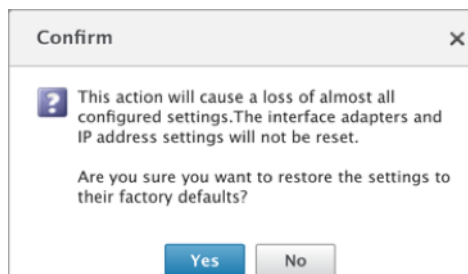 Confirm
This action will cause a loss of almost all
configured settings.The interface adapters and
IP address settings will not be reset.
Are you sure you want to restore the settings to
their factory defaults?
Yes No